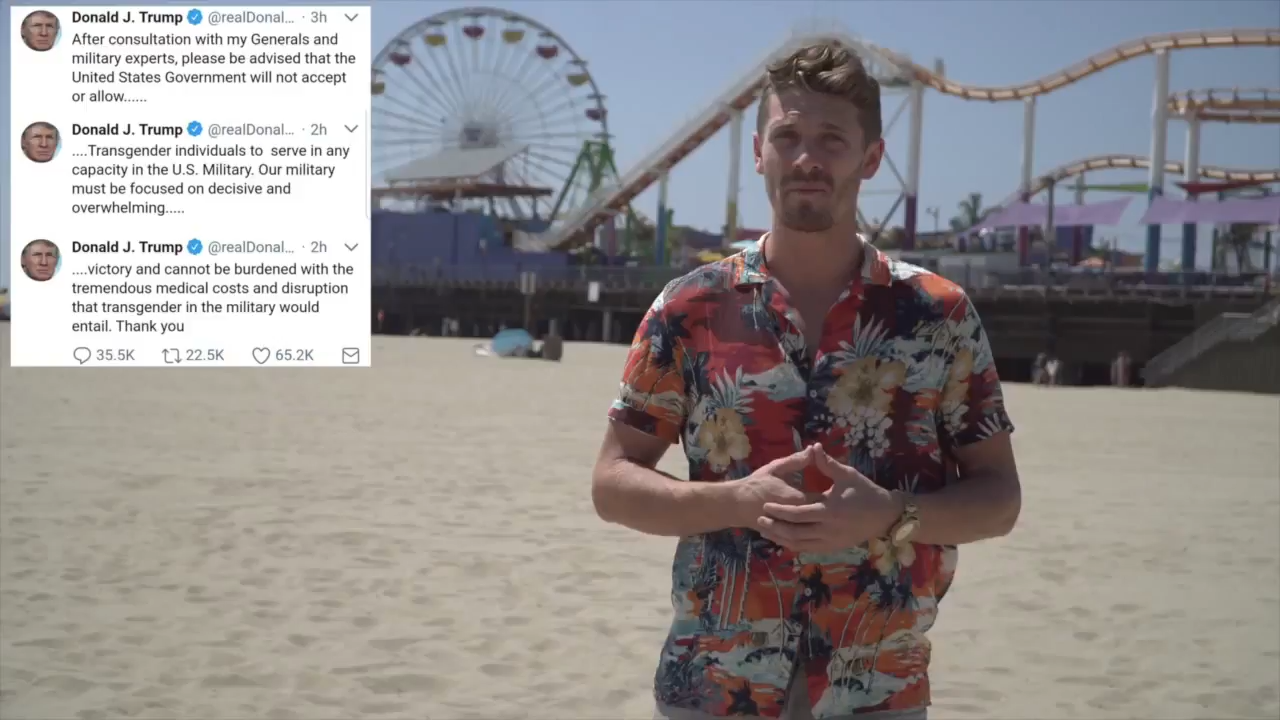 Donald J. Trump @realDonal... · 3h
After consultation with my Generals and
military experts, please be advised that the
United States Government will not accept
or allow......
Donald J. Trump @realDonal... · 2h
....Transgender individuals to serve in any
capacity in the U.S. Military. Our military
must be focused on decisive and
overwhelming.....
Donald J. Trump @realDonal... · 2h
....victory and cannot be burdened with the
tremendous medical costs and disruption
that transgender in the military would
entail. Thank you
35.5K 22.5K 65.2K